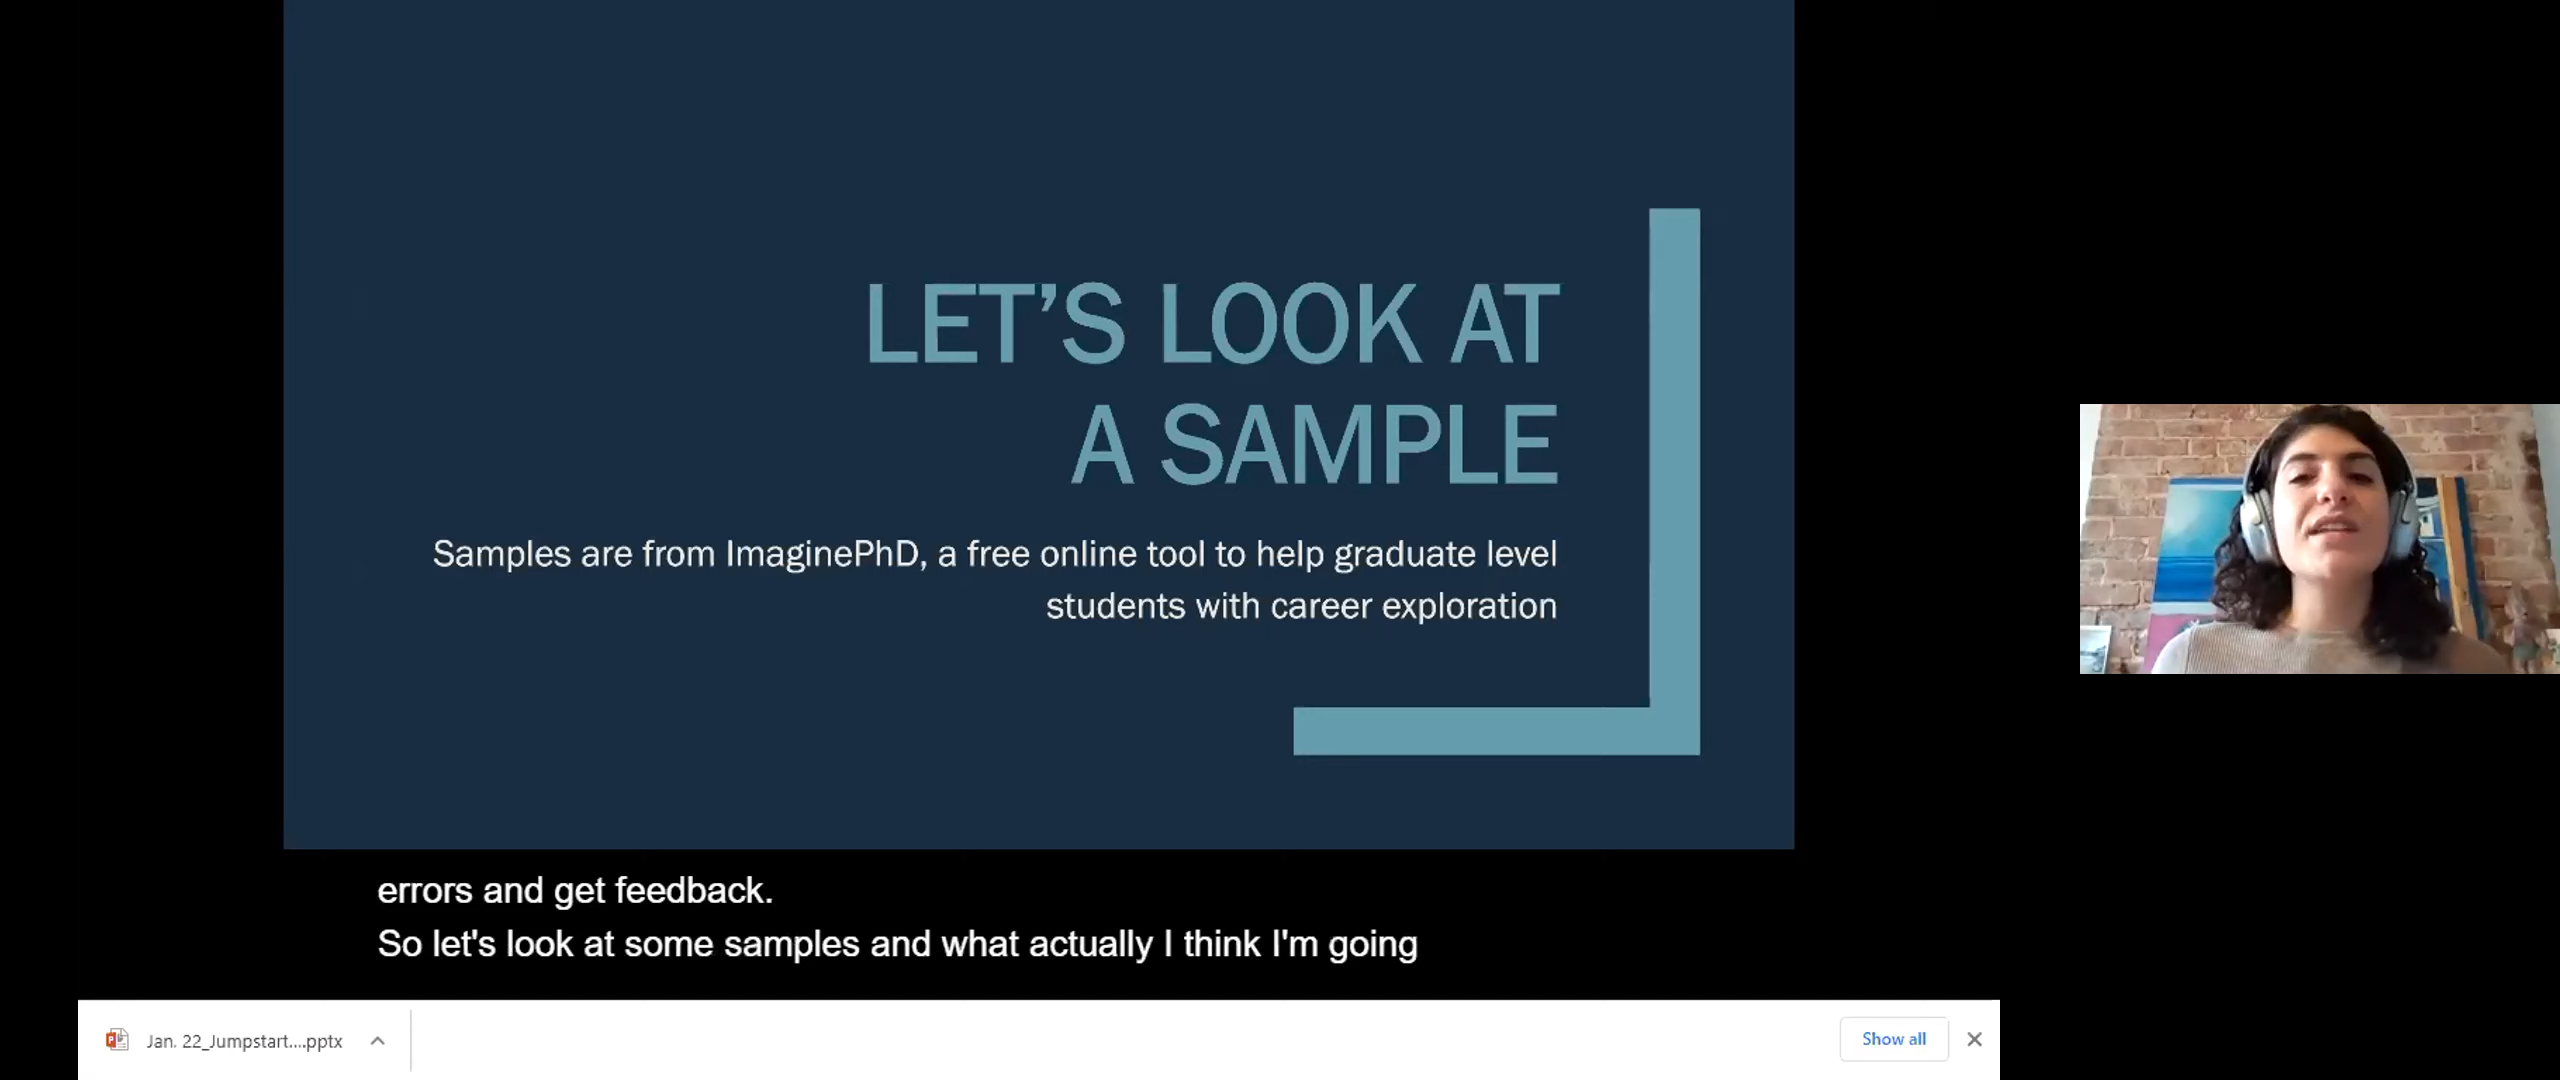 LET’S LOOK AT
A SAMPLE
Samples are from ImaginePhD, a free online tool to help graduate level
students with career exploration
errors and get feedback.
So let's look at some samples and what actually I think I'm going
Jan. 22_Jumpstart....pptx
Show all